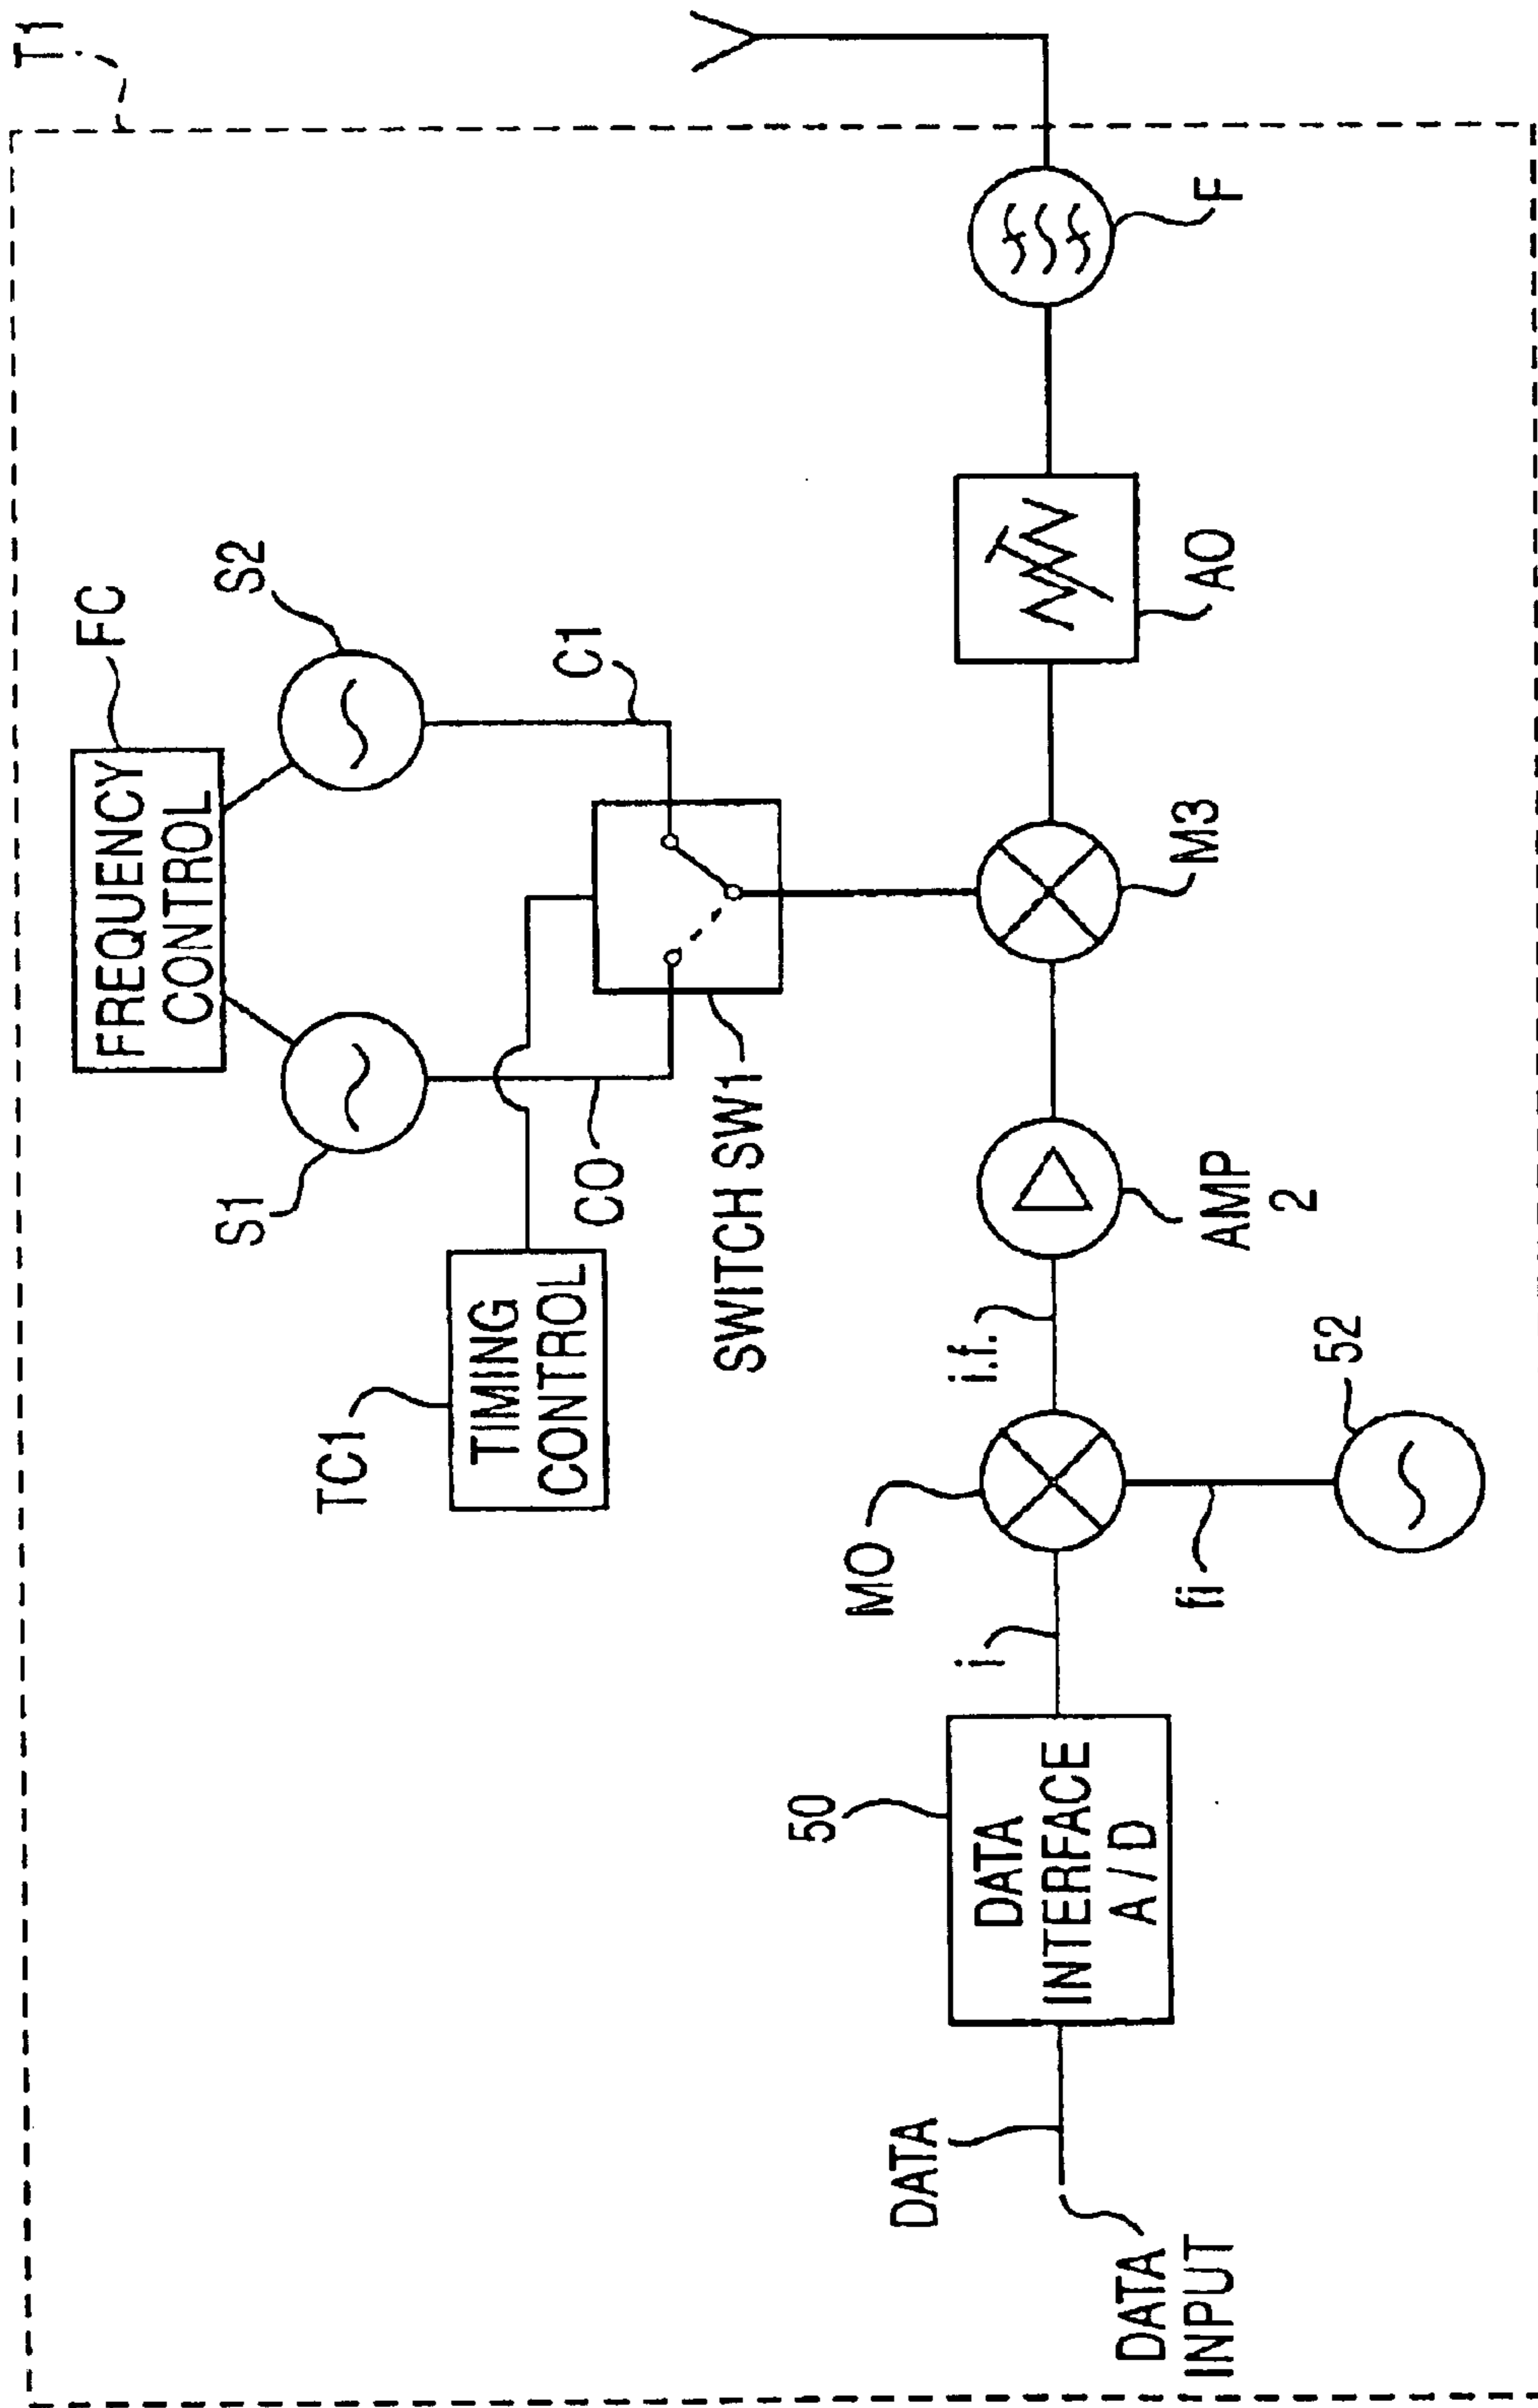 T1
FC
FREQUENCY
CONTROL
S1
S2
TC1
TIMING
CONTROL
CO
C1
SWITCH SW1
50
DATA
DATA
INPUT
DATA
INTERFACE
A/D
i
MO
fi
52
i.f.
AMP
2
M3
AO
F